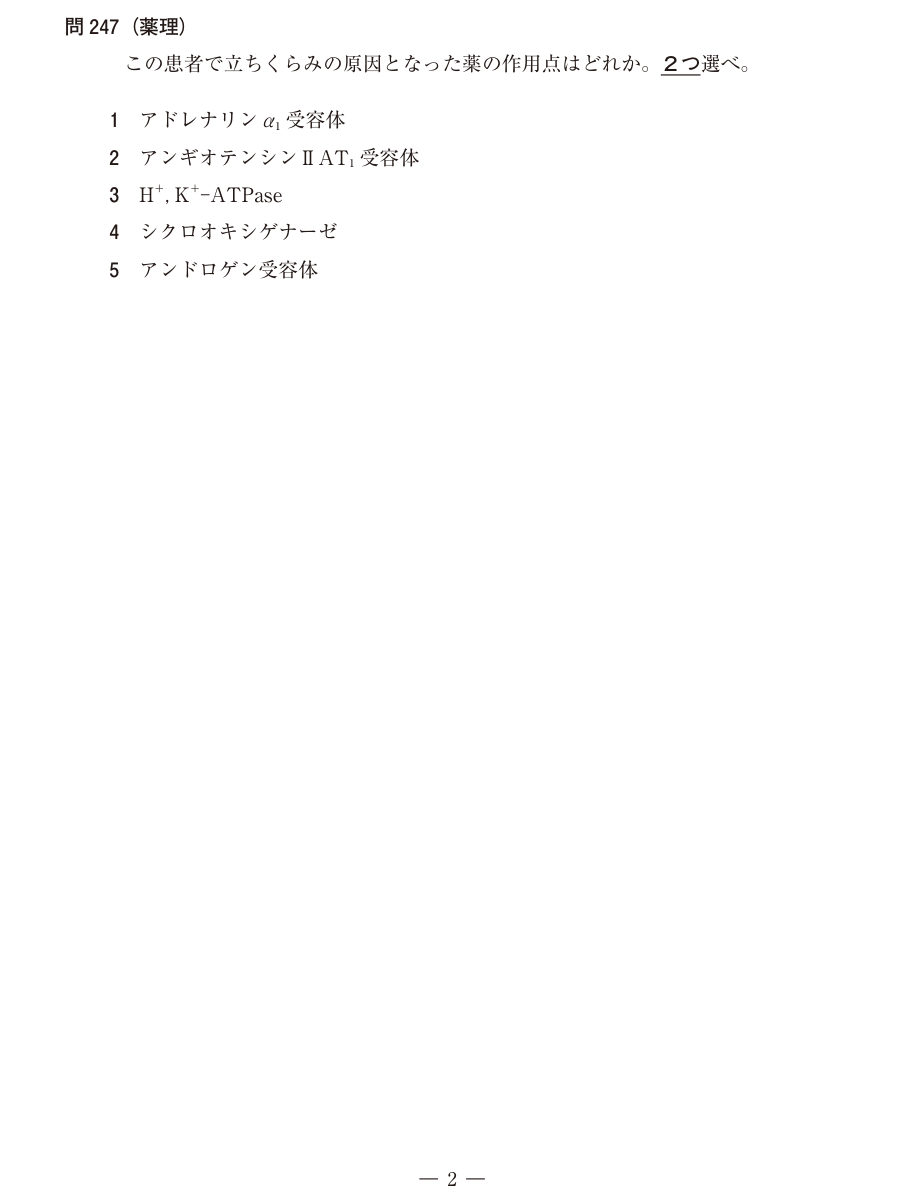 問 247（薬理）
この患者で立ちくらみの原因となった薬の作用点はどれか。２つ選べ。
1 アドレナリン α₁ 受容体
2 アンギオテンシンⅡ AT₁ 受容体
3 H⁺, K⁺-ATPase
4 シクロオキシゲナーゼ
5 アンドロゲン受容体
— 2 —